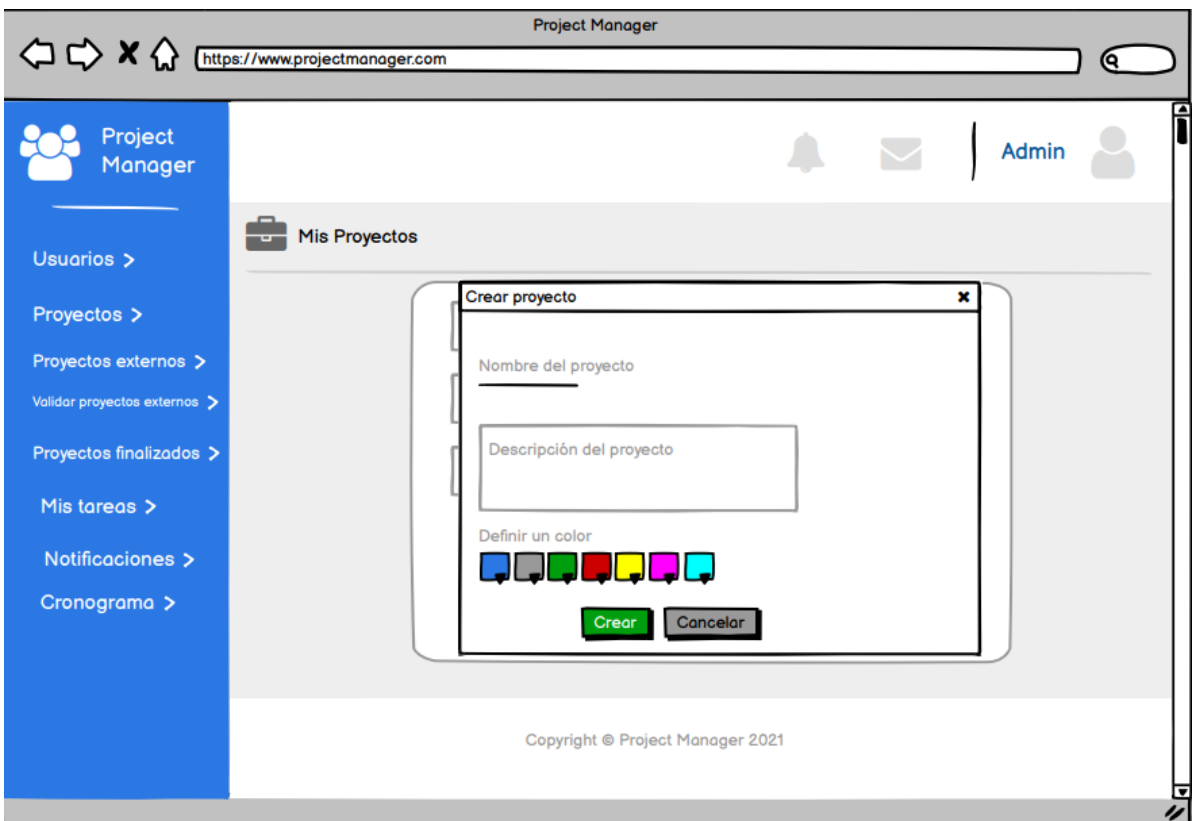 Project Manager
https://www.projectmanager.com
Project
Manager
Admin
Usuarios >
Proyectos >
Proyectos externos >
Validar proyectos externos >
Proyectos finalizados >
Mis tareas >
Notificaciones >
Cronograma >
Mis Proyectos
Crear proyecto
Nombre del proyecto
Descripción del proyecto
Definir un color
Crear
Cancelar
Copyright © Project Manager 2021